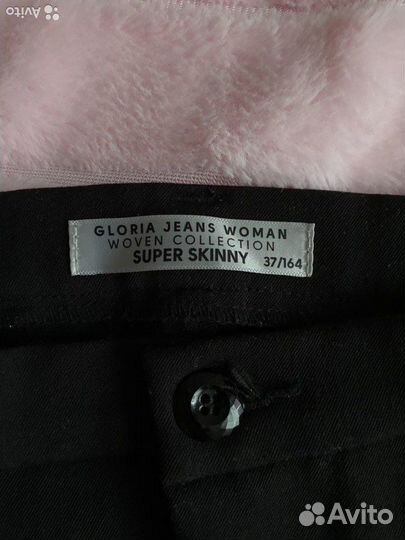 Avito
GLORIA JEANS WOMAN
WOVEN COLLECTION
SUPER SKINNY 37/164
Avito